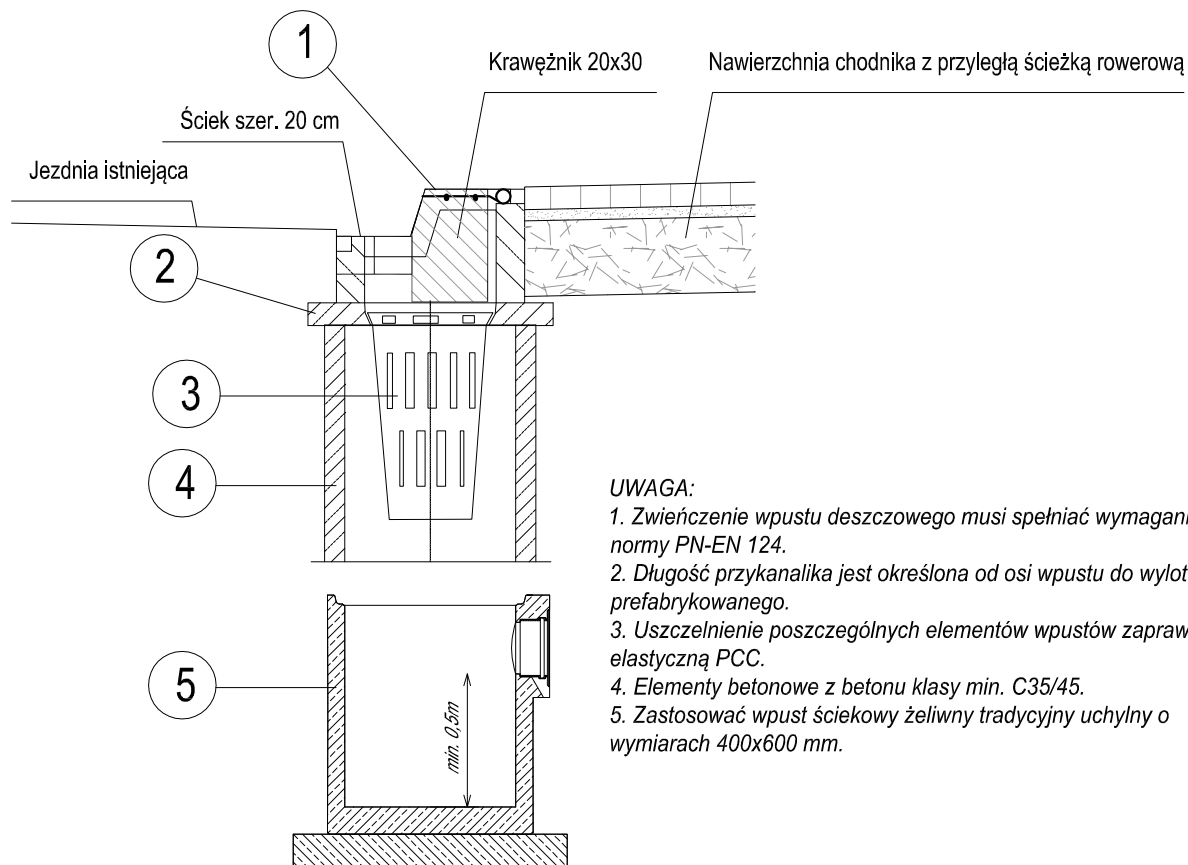 1
Krawężnik 20x30
Nawierzchnia chodnika z przyległą ścieżką rowerową
Ściek szer. 20 cm
Jezdnia istniejąca
2
3
4
UWAGA:
1. Zwieńczenie wpustu deszczowego musi spełniać wymagani
normy PN-EN 124.
2. Długość przykanalika jest określona od osi wpustu do wylot
prefabrykowanego.
3. Uszczelnienie poszczególnych elementów wpustów zapraw
elastyczną PCC.
4. Elementy betonowe z betonu klasy min. C35/45.
5. Zastosować wpust ściekowy żeliwny tradycyjny uchylny o
wymiarach 400x600 mm.
5
min. 0,5m